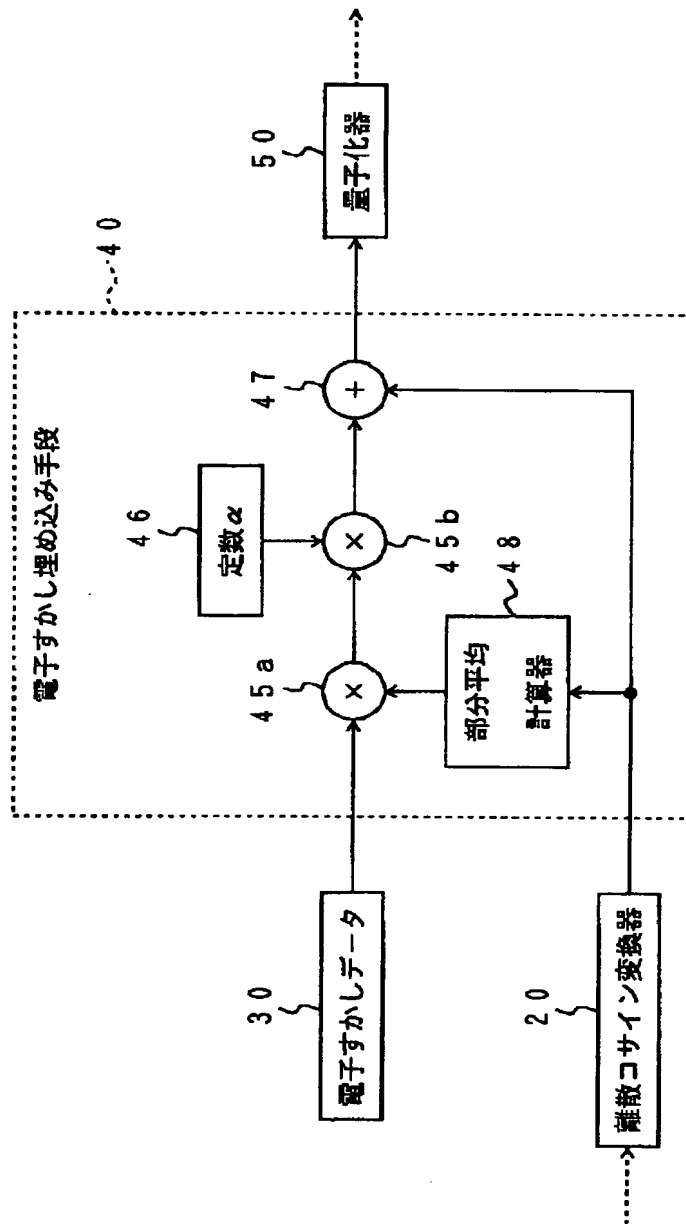 電子すかし埋め込み手段
４０
４６
定数α
４７
＋
５０
量子化器
３０
電子すかしデータ
４５ａ
×
×
４５ｂ
４８
部分平均
計算器
２０
離散コサイン変換器